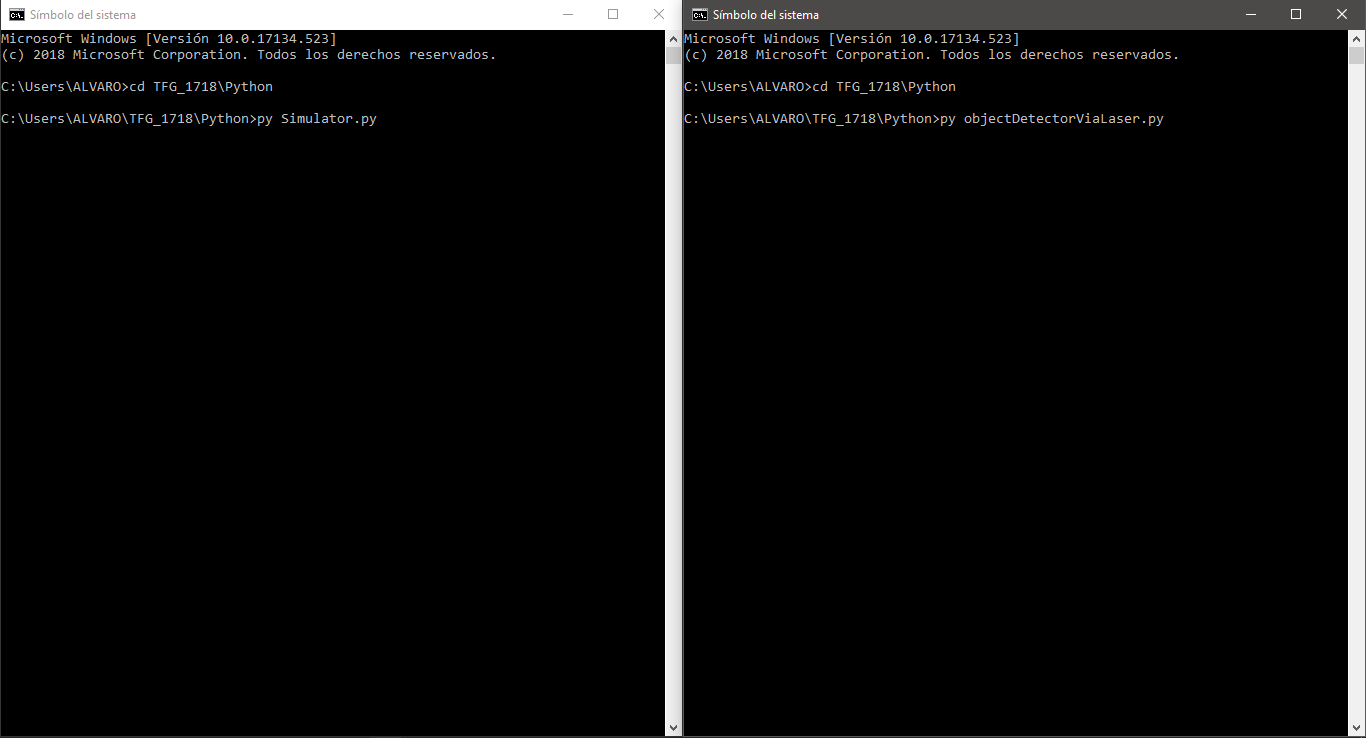 Símbolo del sistema
Microsoft Windows [Versión 10.0.17134.523]
(c) 2018 Microsoft Corporation. Todos los derechos reservados.
C:\Users\ALVARO>cd TFG_1718\Python
C:\Users\ALVARO\TFG_1718\Python>py Simulator.py
Símbolo del sistema
Microsoft Windows [Versión 10.0.17134.523]
(c) 2018 Microsoft Corporation. Todos los derechos reservados.
C:\Users\ALVARO>cd TFG_1718\Python
C:\Users\ALVARO\TFG_1718\Python>py objectDetectorViaLaser.py